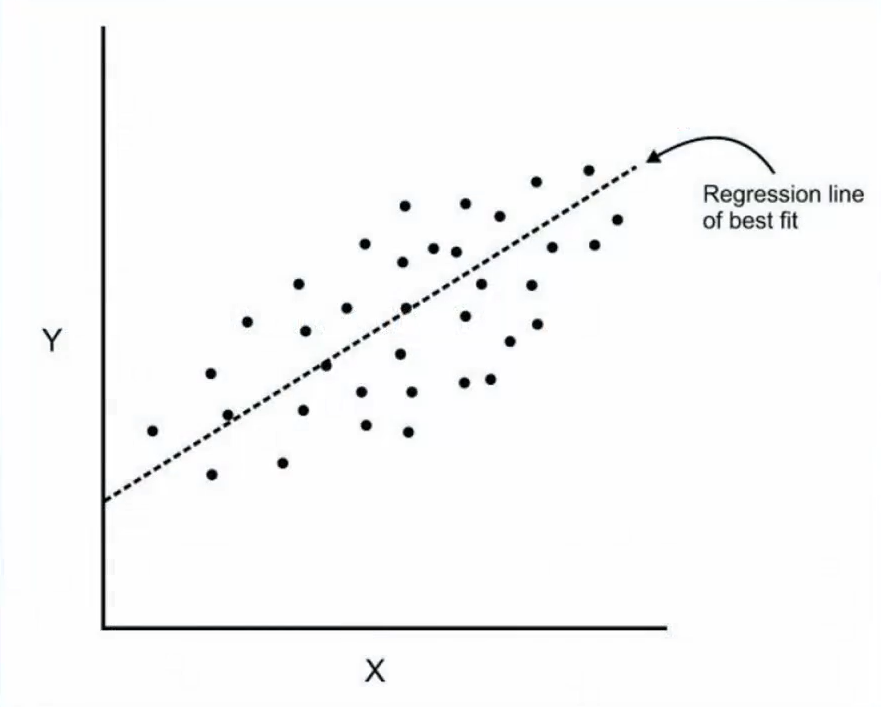 Regression line
of best fit
Y
X